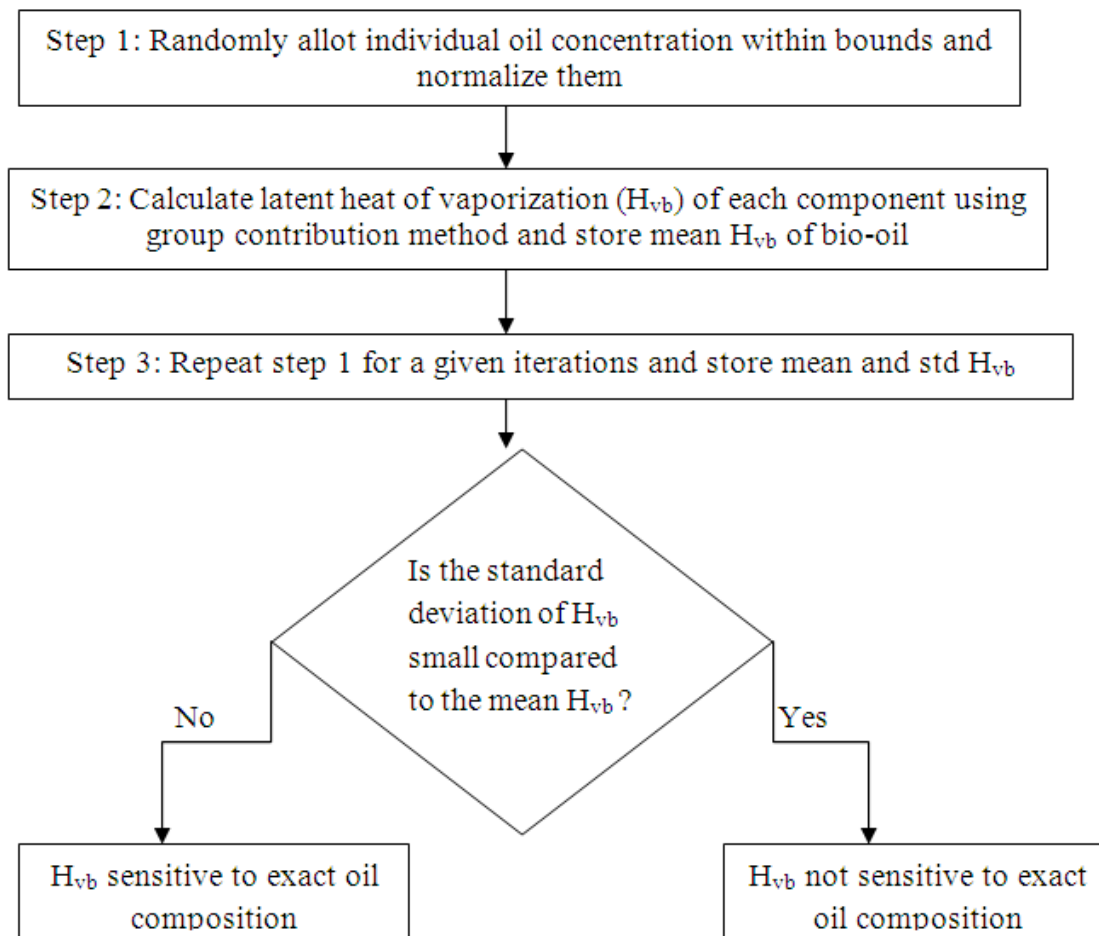 Step 1: Randomly allot individual oil concentration within bounds and
normalize them
Step 2: Calculate latent heat of vaporization (Hvb) of each component using
group contribution method and store mean Hvb of bio-oil
Step 3: Repeat step 1 for a given iterations and store mean and std Hvb
Is the standard
deviation of Hvb
small compared
to the mean Hvb ?
No
Yes
Hvb sensitive to exact oil
composition
Hvb not sensitive to exact
oil composition